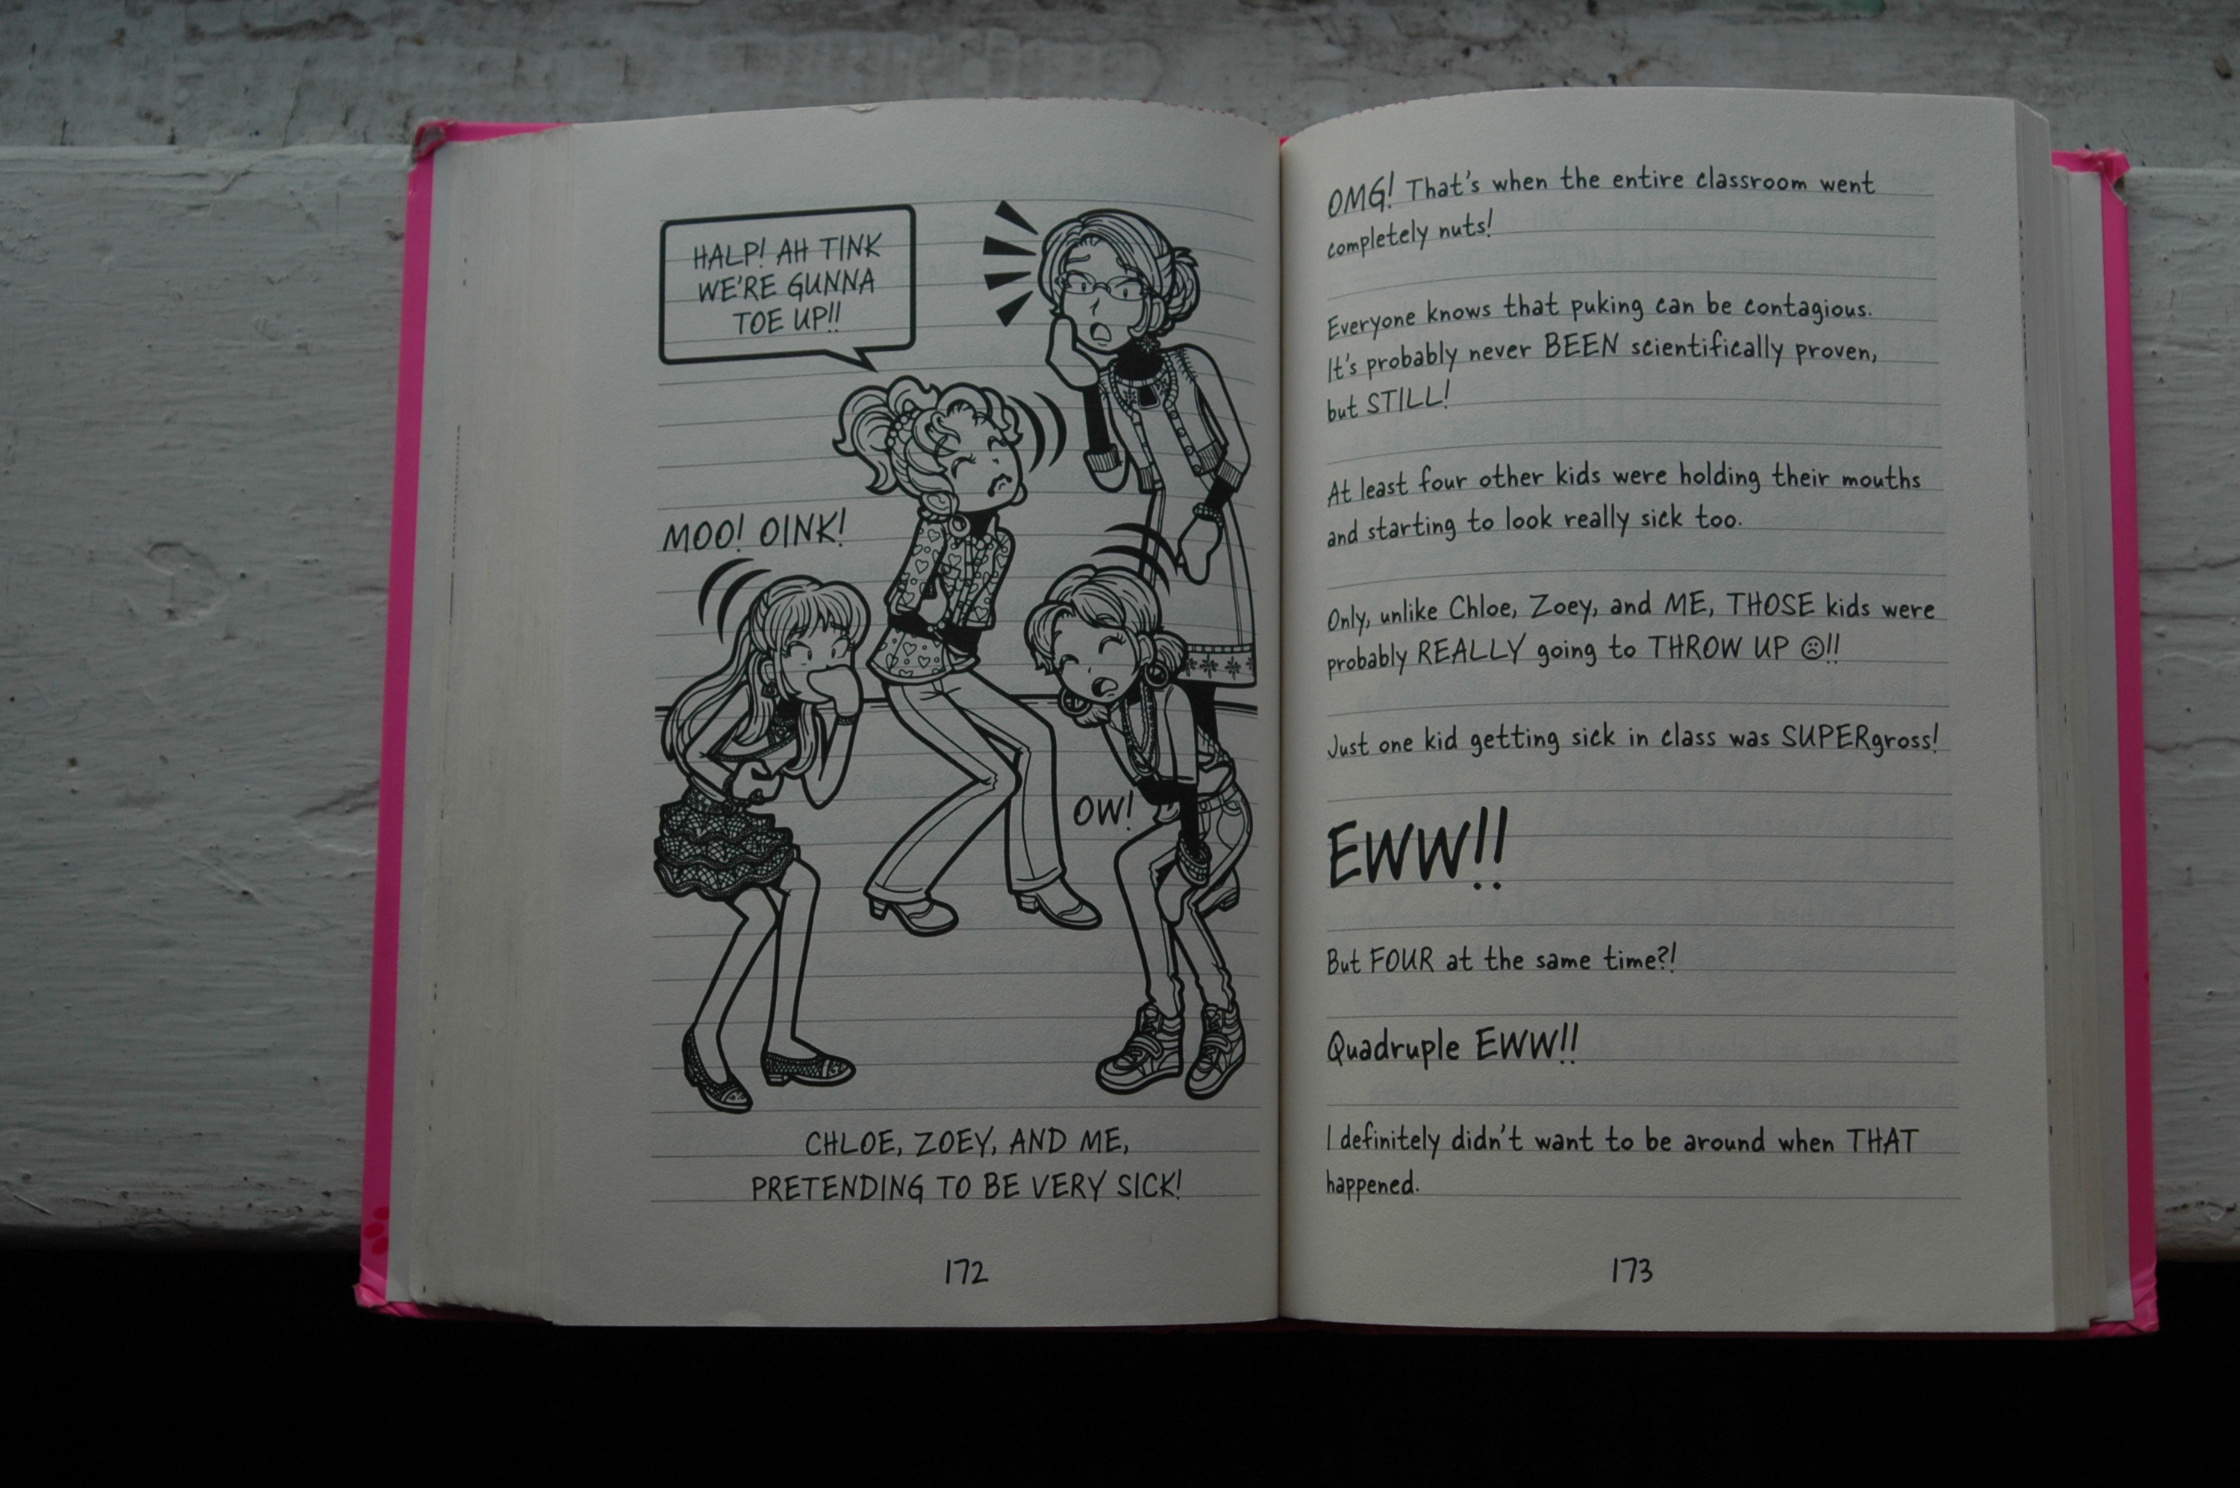 HALP! AH TINK
WE'RE GUNNA
TOE UP!!
MOO! OINK!
OW!
CHLOE, ZOEY, AND ME,
PRETENDING TO BE VERY SICK!
172
OMG! That's when the entire classroom went
completely nuts!
Everyone knows that puking can be contagious.
It's probably never BEEN scientifically proven,
but STILL!
At least four other kids were holding their mouths
and starting to look really sick too.
Only, unlike Chloe, Zoey, and ME, THOSE kids were
probably REALLY going to THROW UP ☹!!
Just one kid getting sick in class was SUPERgross!
EWW!!
But FOUR at the same time?!
Quadruple EWW!!
I definitely didn't want to be around when THAT
happened.
173